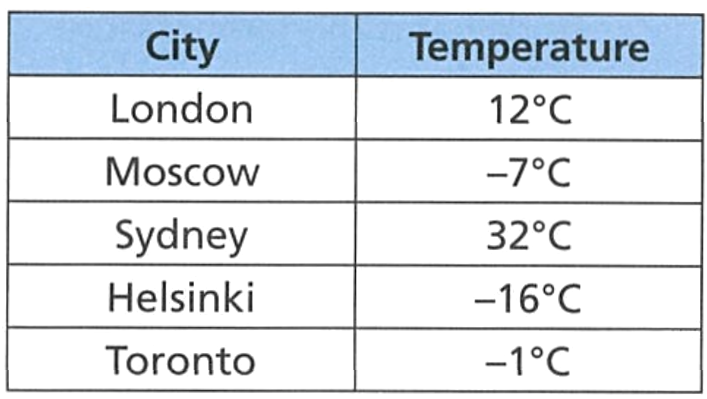 City Temperature
London 12°C
Moscow –7°C
Sydney 32°C
Helsinki –16°C
Toronto –1°C